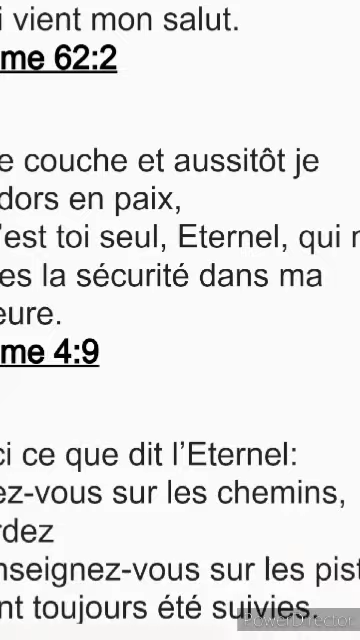 i vient mon salut.
me 62:2
e couche et aussitôt je
dors en paix,
'est toi seul, Eternel, qui
es la sécurité dans ma
eure.
me 4:9
ci ce que dit l'Eternel:
ez-vous sur les chemins,
rdez
nseignez-vous sur les pist
nt toujours été suivies.
PowerDirector